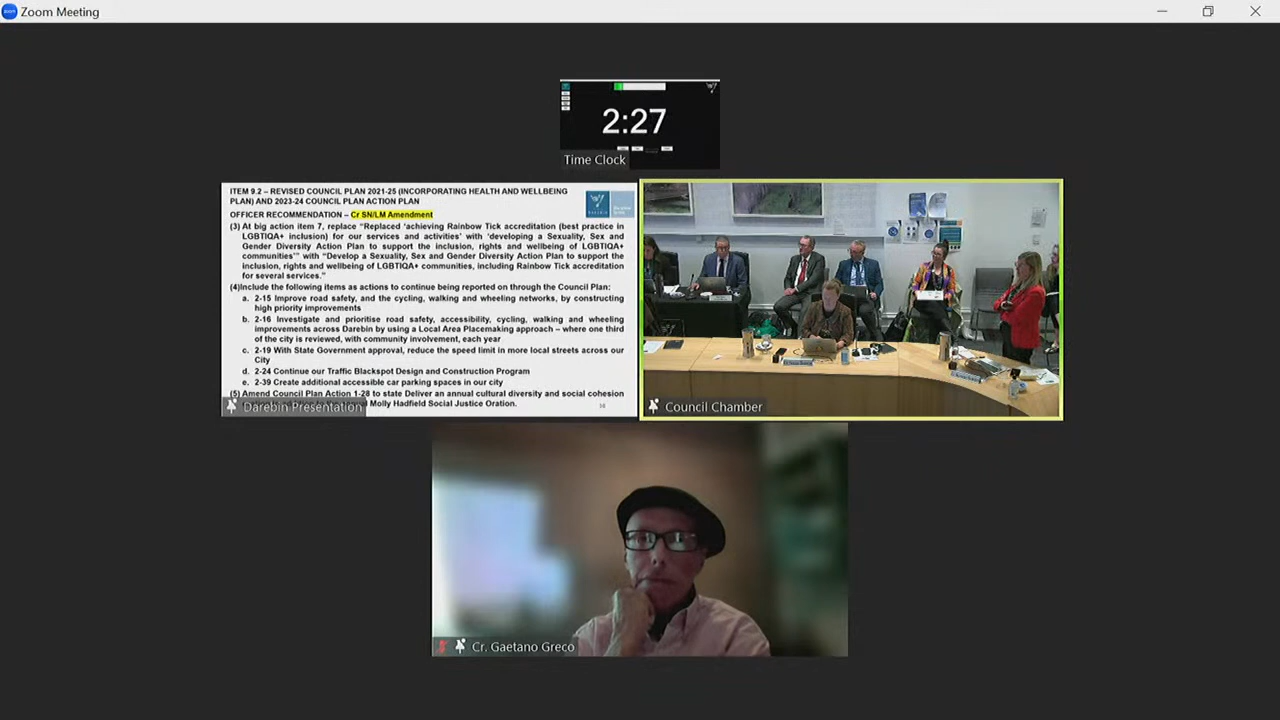 Zoom Meeting
2:27
Time Clock
ITEM 9.2 – REVISED COUNCIL PLAN 2021-25 (INCORPORATING HEALTH AND WELLBEING
PLAN) AND 2023-24 COUNCIL PLAN ACTION PLAN
OFFICER RECOMMENDATION – Cr SN/LM Amendment
(3) At big action item 7, replace “Replaced ‘achieving Rainbow Tick accreditation (best practice in
LGBTIQA+ inclusion) for our services and activities’ with ‘developing a Sexuality, Sex and
Gender Diversity Action Plan to support the inclusion, rights and wellbeing of LGBTIQA+
communities’” with “Develop a Sexuality, Sex and Gender Diversity Action Plan to support the
inclusion, rights and wellbeing of LGBTIQA+ communities, including Rainbow Tick accreditation
for several services.”
(4)Include the following items as actions to continue being reported on through the Council Plan:
a. 2-15 Improve road safety, and the cycling, walking and wheeling networks, by constructing
high priority improvements
b. 2-16 Investigate and prioritise road safety, accessibility, cycling, walking and wheeling
improvements across Darebin by using a Local Area Placemaking approach – where one third
of the city is reviewed, with community involvement, each year
c. 2-19 With State Government approval, reduce the speed limit in more local streets across our
City
d. 2-24 Continue our Traffic Blackspot Design and Construction Program
e. 2-39 Create additional accessible car parking spaces in our city
(5) Amend Council Plan Action 1-28 to state Deliver an annual cultural diversity and social cohesion
Molly Hadfield Social Justice Oration.
Darebin Presentation
Council Chamber
Cr. Gaetano Greco